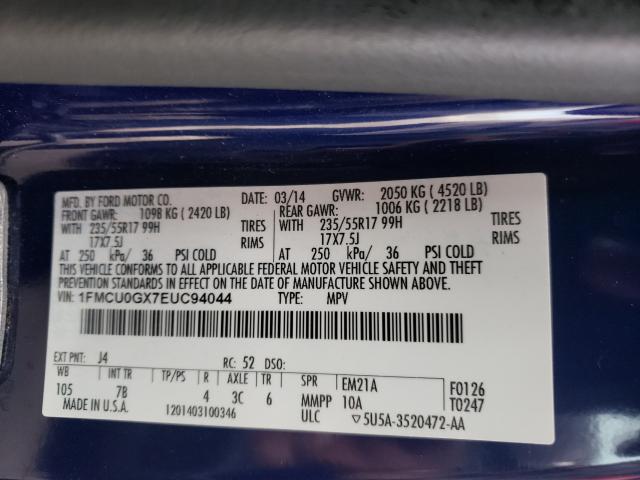 MFD. BY FORD MOTOR CO. DATE: 03/14 GVWR: 2050 KG ( 4520 LB)
FRONT GAWR: 1098 KG ( 2420 LB) REAR GAWR: 1006 KG ( 2218 LB)
WITH 235/55R17 99H TIRES WITH 235/55R17 99H TIRES
17X7.5J RIMS 17X7.5J RIMS
AT 250 kPa/ 36 PSI COLD AT 250 kPa/ 36 PSI COLD
THIS VEHICLE CONFORMS TO ALL APPLICABLE FEDERAL MOTOR VEHICLE SAFETY AND THEFT
PREVENTION STANDARDS IN EFFECT ON THE DATE OF MANUFACTURE SHOWN ABOVE.
VIN: 1FMCU0GX7EUC94044 TYPE: MPV
EXT PNT: J4 RC: 52 DSO:
WB INT TR TP/PS R AXLE TR SPR EM21A F0126
105 7B 4 3C 6 MMPP 10A T0247
MADE IN U.S.A. 1201403100346 ULC ▽5U5A-3520472-AA